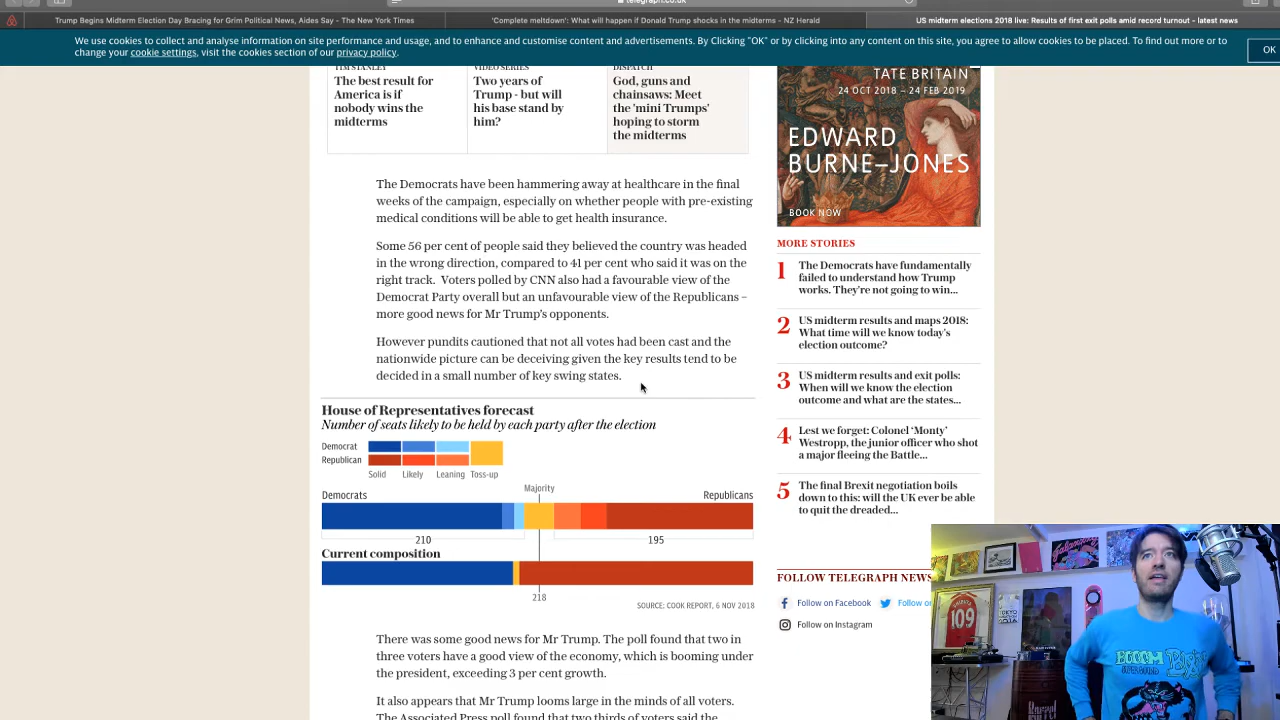 telegraph.co.uk
Trump Begins Midterm Election Day Bracing for Grim Political News, Aides Say - The New York Times
'Complete meltdown': What will happen if Donald Trump shocks in the midterms - NZ Herald
US midterm elections 2018 live: Results of first exit polls amid record turnout - latest news
We use cookies to collect and analyse information on site performance and usage, and to enhance and customise content and advertisements. By Clicking "OK" or by clicking into any content on this site, you agree to allow cookies to be placed. To find out more or to
change your cookie settings, visit the cookies section of our privacy policy.
OK
TIM STANLEY
The best result for
America is if
nobody wins the
midterms
VIDEO SERIES
Two years of
Trump - but will
his base stand by
him?
DISPATCH
God, guns and
chainsaws: Meet
the 'mini Trumps'
hoping to storm
the midterms
The Democrats have been hammering away at healthcare in the final
weeks of the campaign, especially on whether people with pre-existing
medical conditions will be able to get health insurance.
Some 56 per cent of people said they believed the country was headed
in the wrong direction, compared to 41 per cent who said it was on the
right track. Voters polled by CNN also had a favourable view of the
Democrat Party overall but an unfavourable view of the Republicans –
more good news for Mr Trump's opponents.
However pundits cautioned that not all votes had been cast and the
nationwide picture can be deceiving given the key results tend to be
decided in a small number of key swing states.
House of Representatives forecast
Number of seats likely to be held by each party after the election
Democrat
Republican
Solid Likely Leaning Toss-up
Majority
Democrats Republicans
210 195
Current composition
218
SOURCE: COOK REPORT, 6 NOV 2018
There was some good news for Mr Trump. The poll found that two in
three voters have a good view of the economy, which is booming under
the president, exceeding 3 per cent growth.
It also appears that Mr Trump looms large in the minds of all voters.
The Associated Press poll found that two thirds of voters said the
TATE BRITAIN
24 OCT 2018 – 24 FEB 2019
EDWARD
BURNE–JONES
BOOK NOW
MORE STORIES
1 The Democrats have fundamentally
failed to understand how Trump
works. They're not going to win...
2 US midterm results and maps 2018:
What time will we know today's
election outcome?
3 US midterm results and exit polls:
When will we know the election
outcome and what are the states...
4 Lest we forget: Colonel 'Monty'
Westropp, the junior officer who shot
a major fleeing the Battle...
5 The final Brexit negotiation boils
down to this: will the UK ever be able
to quit the dreaded...
FOLLOW TELEGRAPH NEWS
Follow on Facebook
Follow on Instagram
109